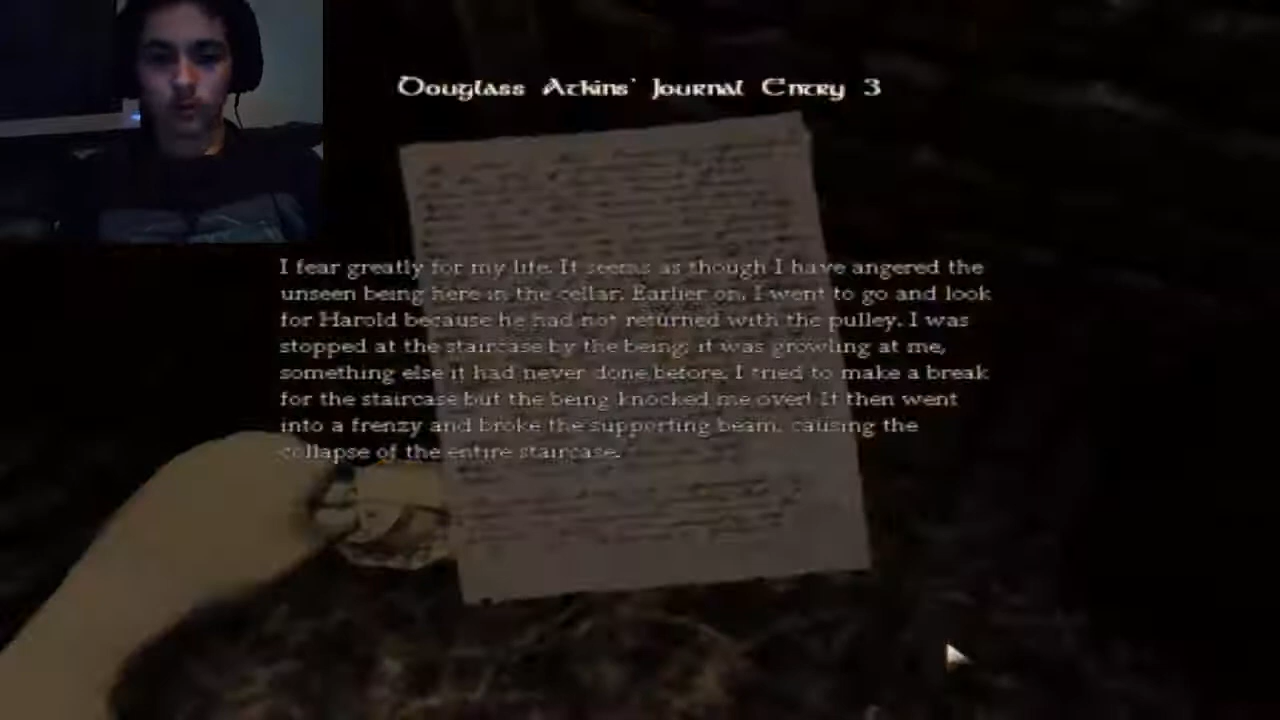 Douglass Atkins' Journal Entry 3
I fear greatly for my life. It seems as though I have angered the
unseen being here in the cellar. Earlier on, I went to go and look
for Harold because he had not returned with the pulley. I was
stopped at the staircase by the being; it was growling at me,
something else it had never done before. I tried to make a break
for the staircase but the being knocked me over! It then went
into a frenzy and broke the supporting beam, causing the
collapse of the entire staircase.